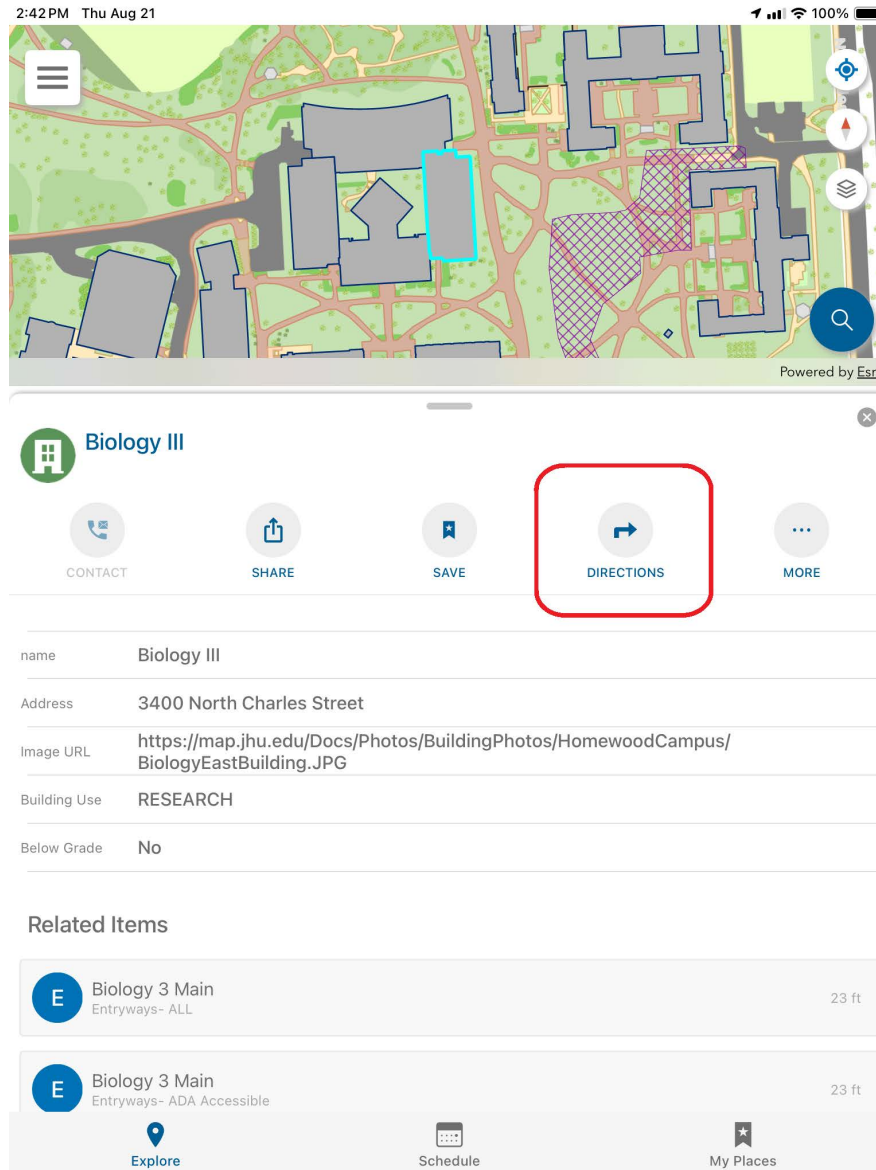 2:42 PM Thu Aug 21 100%
Powered by Esr
Biology III
CONTACT SHARE SAVE DIRECTIONS MORE
name Biology III
Address 3400 North Charles Street
Image URL https://map.jhu.edu/Docs/Photos/BuildingPhotos/HomewoodCampus/
BiologyEastBuilding.JPG
Building Use RESEARCH
Below Grade No
Related Items
E Biology 3 Main
Entryways- ALL 23 ft
E Biology 3 Main
Entryways- ADA Accessible 23 ft
Explore Schedule My Places